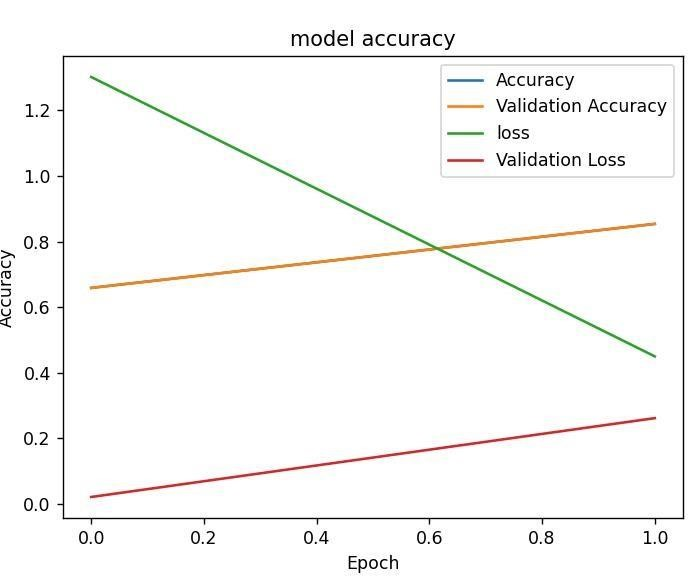 model accuracy
Accuracy
Validation Accuracy
loss
Validation Loss
Accuracy
1.2
1.0
0.8
0.6
0.4
0.2
0.0
0.0 0.2 0.4 0.6 0.8 1.0
Epoch